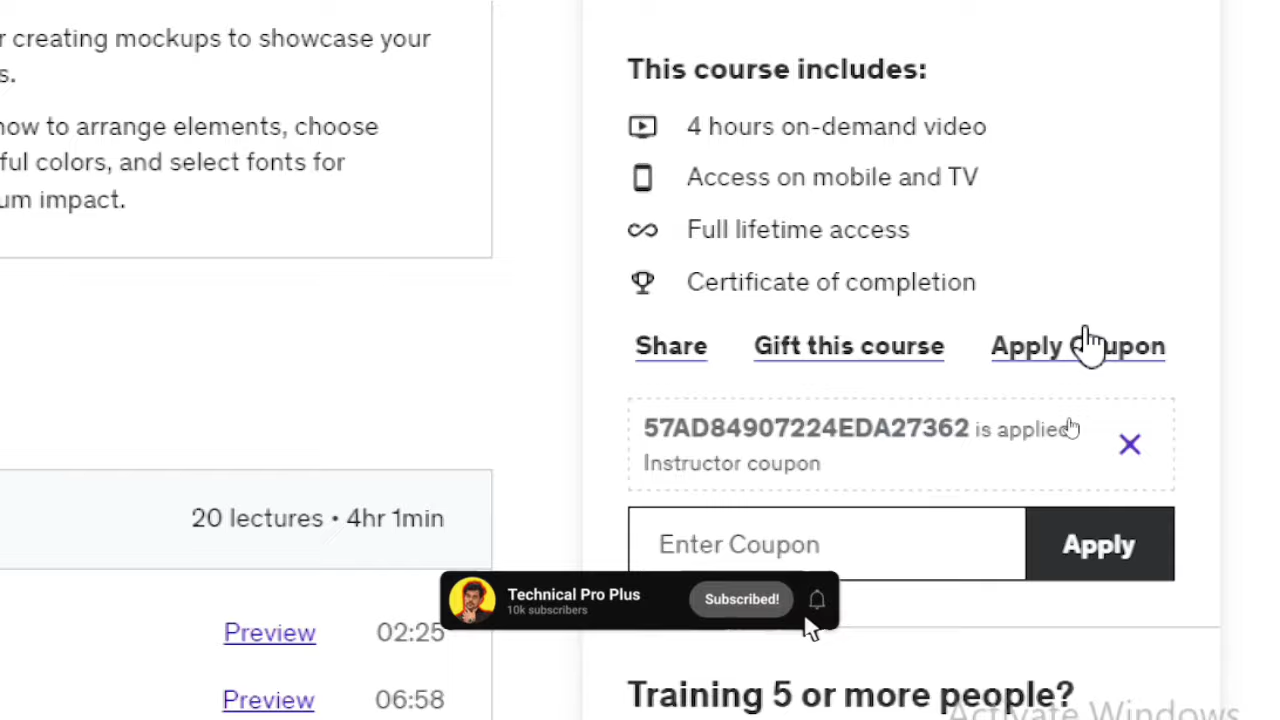 r creating mockups to showcase your
s.
now to arrange elements, choose
ful colors, and select fonts for
um impact.
20 lectures • 4hr 1min
Preview 02:25
Preview 06:58
This course includes:
4 hours on-demand video
Access on mobile and TV
Full lifetime access
Certificate of completion
Share Gift this course Apply Coupon
57AD84907224EDA27362 is applied
Instructor coupon
Enter Coupon Apply
Technical Pro Plus
10k subscribers
Subscribed!
Training 5 or more people?
Activate Windows